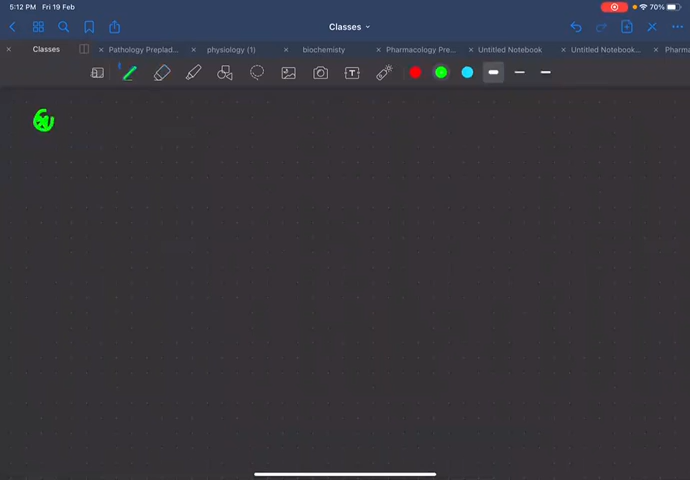 5:12 PM Fri 19 Feb 70%
Classes
Classes Pathology Preplad... physiology (1) biochemisty Pharmacology Pre... Untitled Notebook Untitled Notebook... Pharma
T